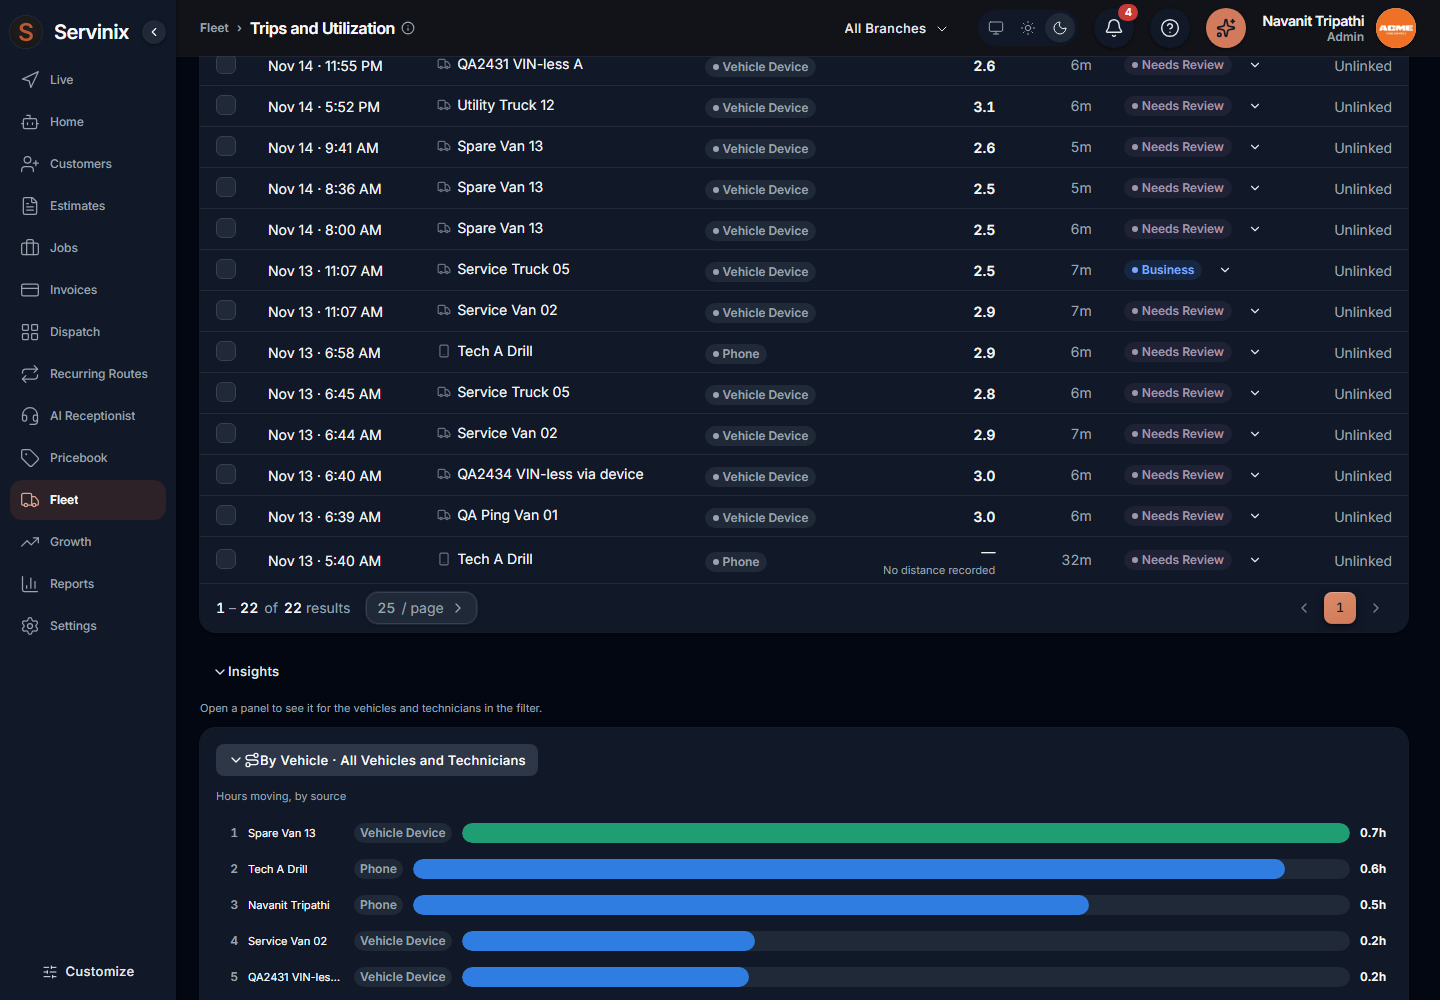 S Servinix
Live
Home
Customers
Estimates
Jobs
Invoices
Dispatch
Recurring Routes
AI Receptionist
Pricebook
Fleet
Growth
Reports
Settings
Customize
Fleet › Trips and Utilization
All Branches
4
Navanit Tripathi
Admin
ACME
Nov 14 · 11:55 PM QA2431 VIN-less A Vehicle Device 2.6 6m Needs Review Unlinked
Nov 14 · 5:52 PM Utility Truck 12 Vehicle Device 3.1 6m Needs Review Unlinked
Nov 14 · 9:41 AM Spare Van 13 Vehicle Device 2.6 5m Needs Review Unlinked
Nov 14 · 8:36 AM Spare Van 13 Vehicle Device 2.5 5m Needs Review Unlinked
Nov 14 · 8:00 AM Spare Van 13 Vehicle Device 2.5 6m Needs Review Unlinked
Nov 13 · 11:07 AM Service Truck 05 Vehicle Device 2.5 7m Business Unlinked
Nov 13 · 11:07 AM Service Van 02 Vehicle Device 2.9 7m Needs Review Unlinked
Nov 13 · 6:58 AM Tech A Drill Phone 2.9 6m Needs Review Unlinked
Nov 13 · 6:45 AM Service Truck 05 Vehicle Device 2.8 6m Needs Review Unlinked
Nov 13 · 6:44 AM Service Van 02 Vehicle Device 2.9 7m Needs Review Unlinked
Nov 13 · 6:40 AM QA2434 VIN-less via device Vehicle Device 3.0 6m Needs Review Unlinked
Nov 13 · 6:39 AM QA Ping Van 01 Vehicle Device 3.0 6m Needs Review Unlinked
Nov 13 · 5:40 AM Tech A Drill Phone — 32m Needs Review Unlinked
No distance recorded
1 – 22 of 22 results 25 / page 1
Insights
Open a panel to see it for the vehicles and technicians in the filter.
By Vehicle · All Vehicles and Technicians
Hours moving, by source
1 Spare Van 13 Vehicle Device 0.7h
2 Tech A Drill Phone 0.6h
3 Navanit Tripathi Phone 0.5h
4 Service Van 02 Vehicle Device 0.2h
5 QA2431 VIN-les... Vehicle Device 0.2h